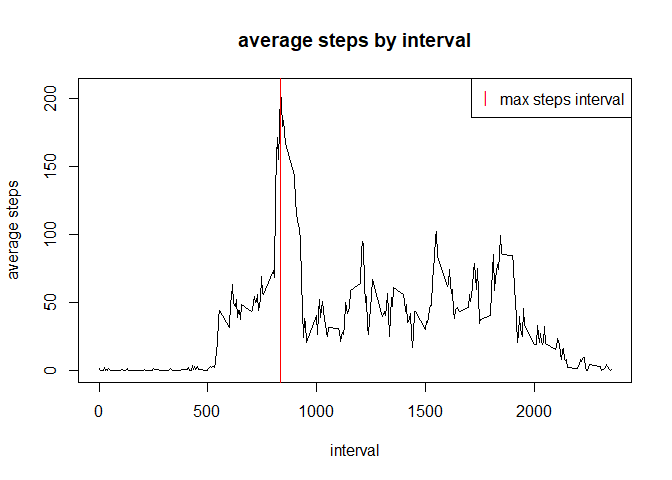 average steps by interval
max steps interval
average steps
200
150
100
50
0
0 500 1000 1500 2000
interval